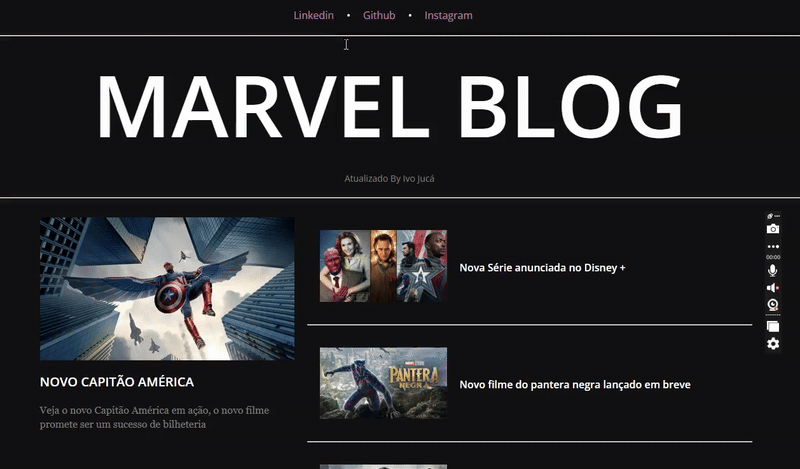 Linkedin • Github • Instagram
MARVEL BLOG
Atualizado By Ivo Jucá
Nova Série anunciada no Disney +
00:00
PANTERA
NEGRA
NOVO CAPITÃO AMÉRICA
Novo filme do pantera negra lançado em breve
Veja o novo Capitão América em ação, o novo filme
promete ser um sucesso de bilheteria